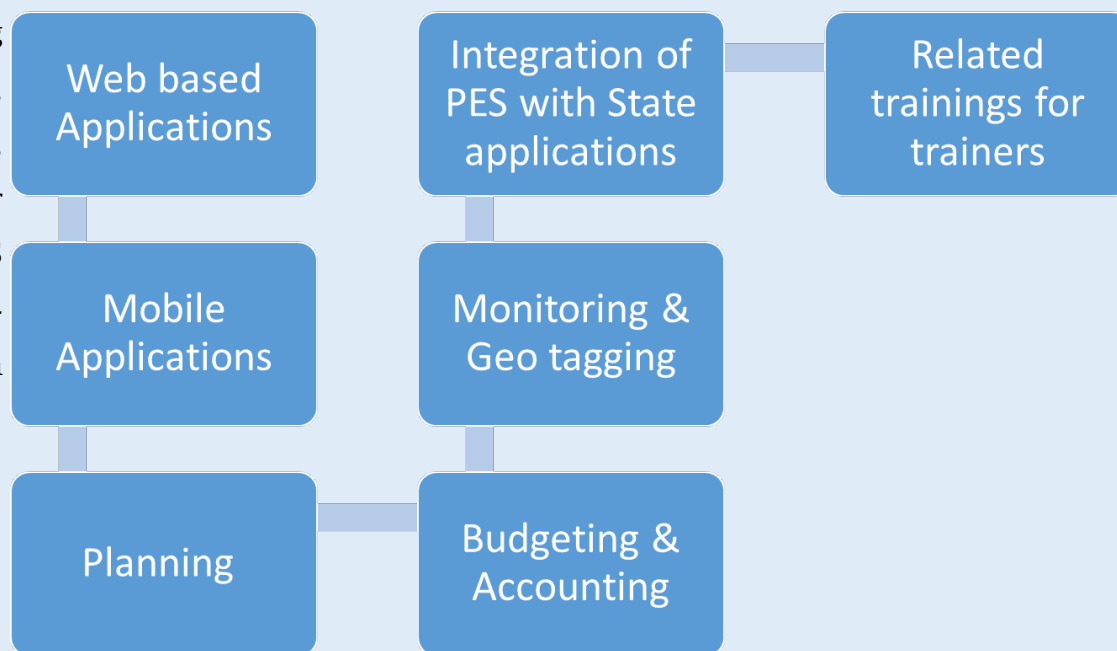 Web based
Applications
Mobile
Applications
Planning
Budgeting &
Accounting
Monitoring &
Geo tagging
Integration of
PES with State
applications
Related
trainings for
trainers